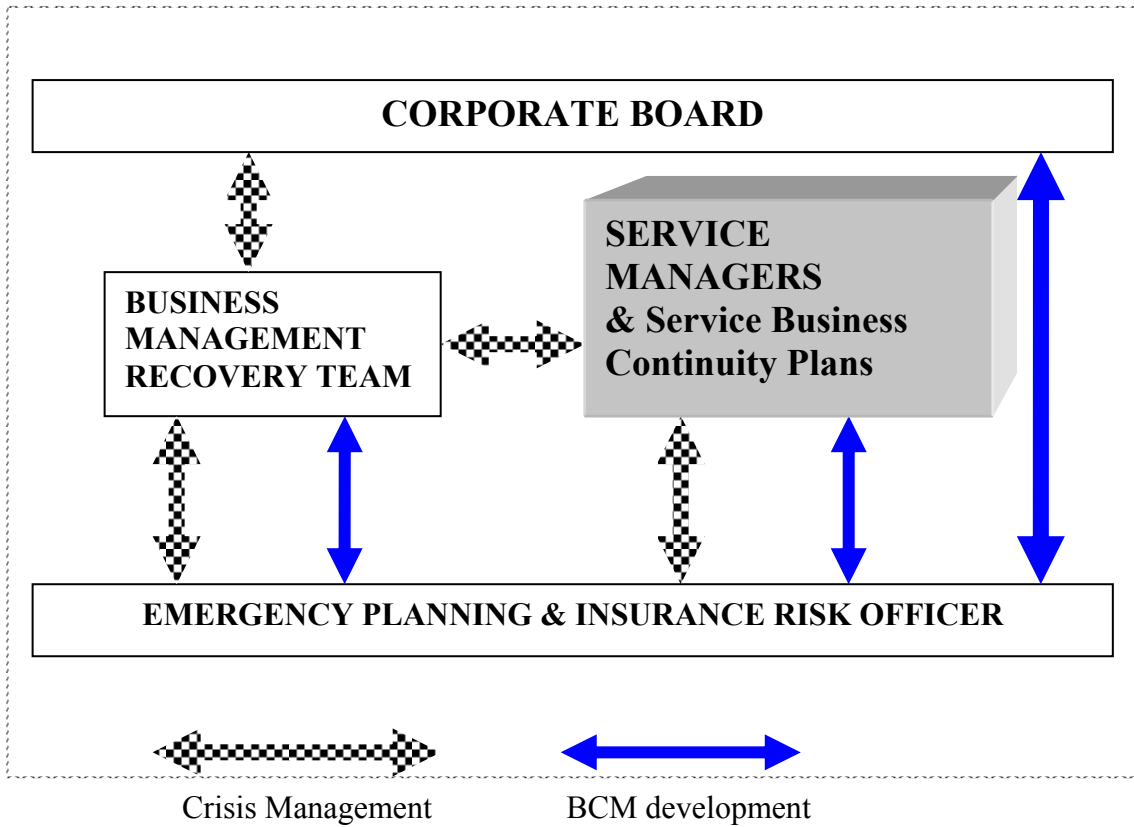 CORPORATE BOARD
BUSINESS
MANAGEMENT
RECOVERY TEAM
SERVICE
MANAGERS
& Service Business
Continuity Plans
EMERGENCY PLANNING & INSURANCE RISK OFFICER
Crisis Management
BCM development